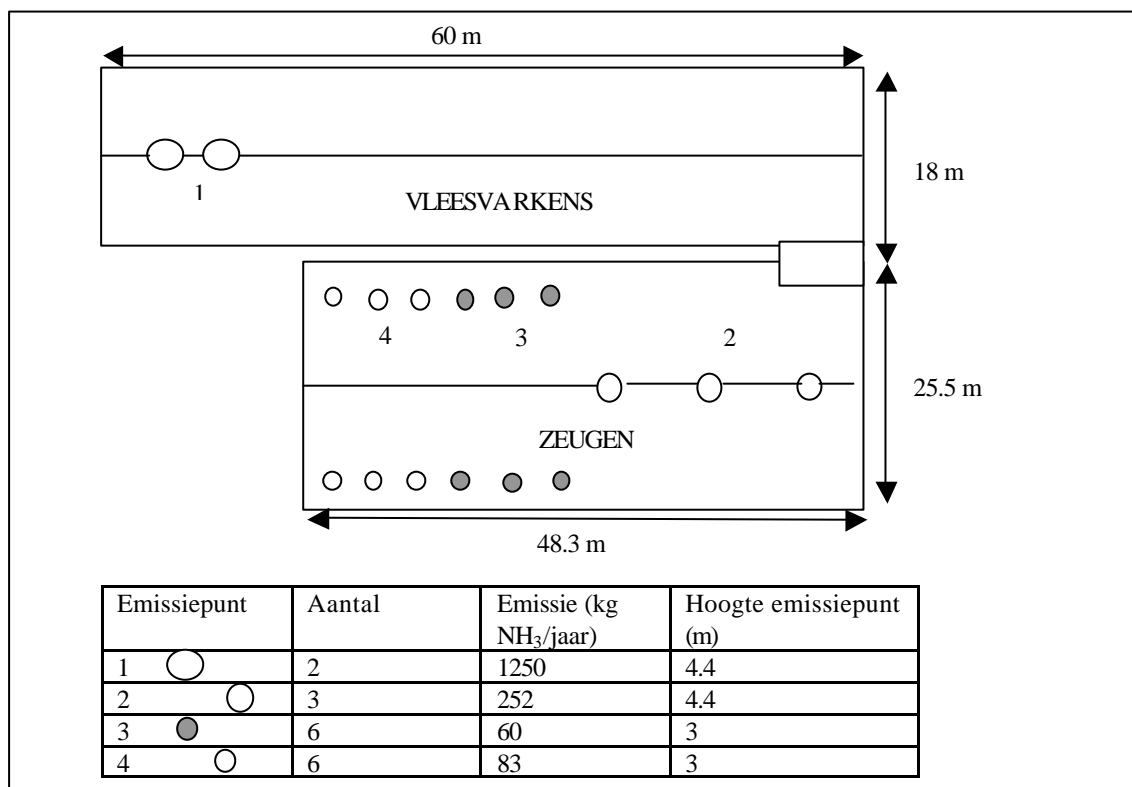 60 m
1
VLEESVARKENS
18 m
4 3 2
25.5 m
ZEUGEN
48.3 m
Emissiepunt Aantal Emissie (kg NH₃/jaar) Hoogte emissiepunt (m)
1 2 1250 4.4
2 3 252 4.4
3 6 60 3
4 6 83 3